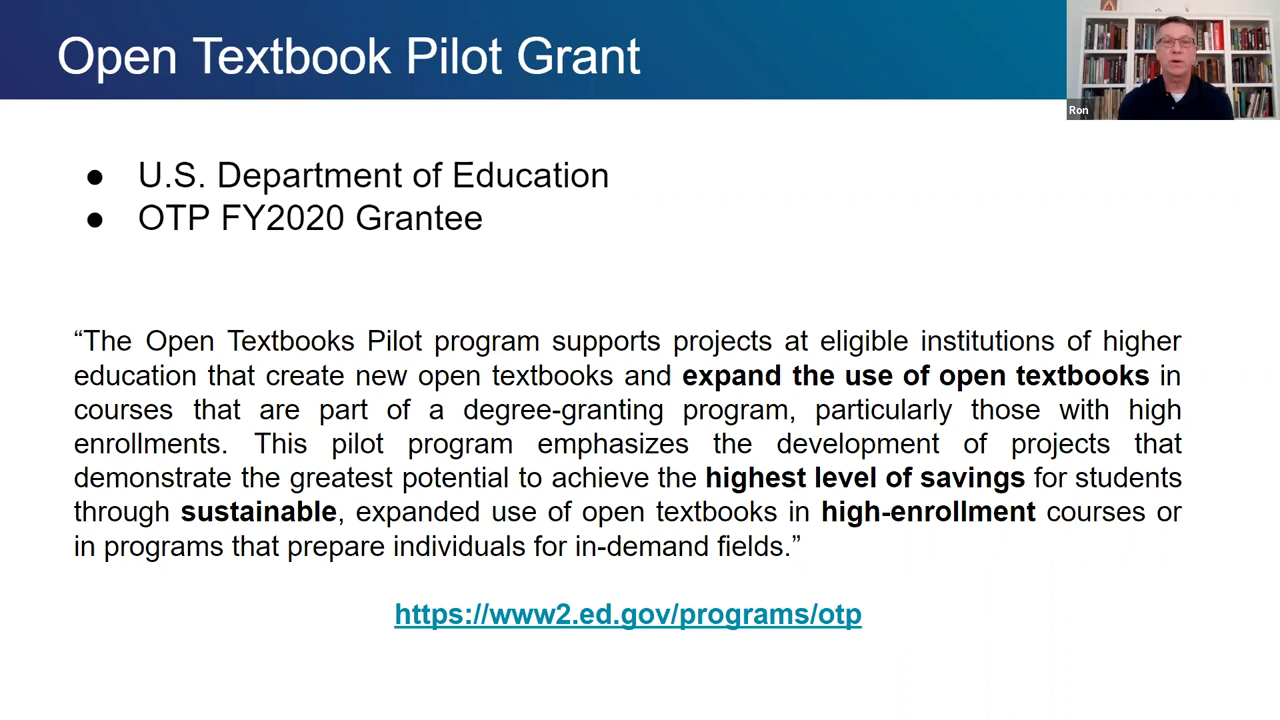 Open Textbook Pilot Grant
Ron
● U.S. Department of Education
● OTP FY2020 Grantee
“The Open Textbooks Pilot program supports projects at eligible institutions of higher
education that create new open textbooks and expand the use of open textbooks in
courses that are part of a degree-granting program, particularly those with high
enrollments. This pilot program emphasizes the development of projects that
demonstrate the greatest potential to achieve the highest level of savings for students
through sustainable, expanded use of open textbooks in high-enrollment courses or
in programs that prepare individuals for in-demand fields.”
https://www2.ed.gov/programs/otp